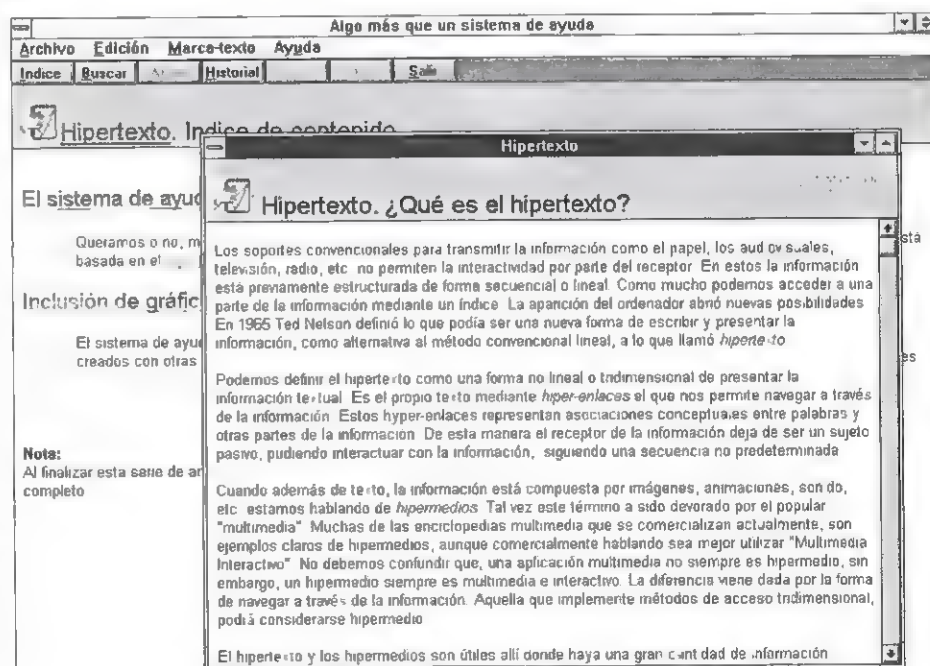 Algo más que un sistema de ayuda
Archivo Edición Marca-texto Ayuda
Indice Buscar Historial
Hipertexto. Indice de contenido
El sistema de ayud
Queramos o no, m
basada en el
Inclusión de gráfic
El sistema de ayu
creados con otras
Nota:
Al finalizar esta serie de ar
completo
stá
es
Hipertexto
Hipertexto. ¿Qué es el hipertexto?
Los soportes convencionales para transmitir la información como el papel, los audiovisuales,
televisión, radio, etc no permiten la interactividad por parte del receptor En estos la información
está previamente estructurada de forma secuencial o lineal. Como mucho podemos acceder a una
parte de la información mediante un índice La aparición del ordenador abrió nuevas posibilidades
En 1965 Ted Nelson definió lo que podía ser una nueva forma de escribir y presentar la
información, como alternativa al método convencional lineal, a lo que llamó hipertexto
Podemos definir el hipertexto como una forma no lineal o tridimensional de presentar la
información textual Es el propio texto mediante hiper-enlaces el que nos permite navegar a través
de la información Estos hyper-enlaces representan asociaciones conceptuales entre palabras y
otras partes de la información De esta manera el receptor de la información deja de ser un sujeto
pasivo, pudiendo interactuar con la información, siguiendo una secuencia no predeterminada
Cuando además de texto, la información está compuesta por imágenes, animaciones, sonido,
etc estamos hablando de hipermedios Tal vez este término a sido devorado por el popular
"multimedia" Muchas de las enciclopedias multimedia que se comercializan actualmente, son
ejemplos claros de hipermedios, aunque comercialmente hablando sea mejor utilizar "Multimedia
Interactivo" No debemos confundir que, una aplicación multimedia no siempre es hipermedio, sin
embargo, un hipermedio siempre es multimedia e interactivo. La diferencia viene dada por la forma
de navegar a través de la información. Aquella que implemente métodos de acceso tridimensional,
podrá considerarse hipermedio
El hipertexto y los hipermedios son útiles allí donde haya una gran cantidad de información